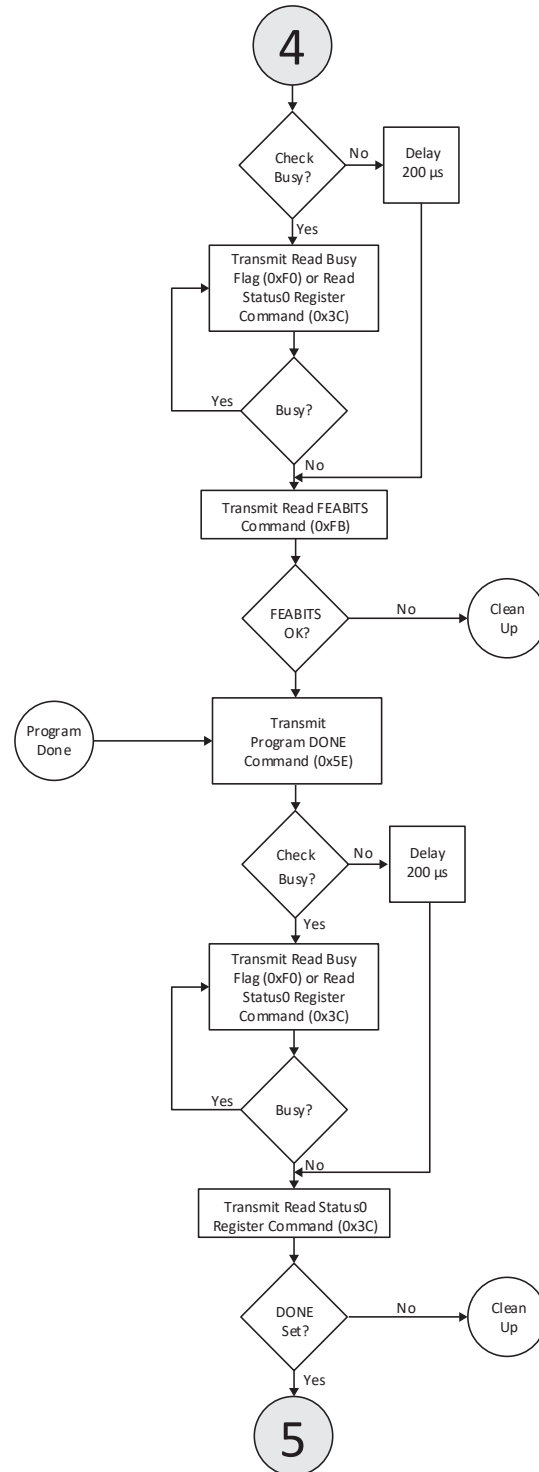 4
Check
Busy?
No
Delay
200 µs
Yes
Transmit Read Busy
Flag (0xF0) or Read
Status0 Register
Command (0x3C)
Yes
Busy?
No
Transmit Read FEABITS
Command (0xFB)
FEABITS
OK?
No
Clean
Up
Program
Done
Transmit
Program DONE
Command (0x5E)
Check
Busy?
No
Delay
200 µs
Yes
Transmit Read Busy
Flag (0xF0) or Read
Status0 Register
Command (0x3C)
Yes
Busy?
No
Transmit Read Status0
Register Command (0x3C)
DONE
Set?
No
Clean
Up
Yes
5